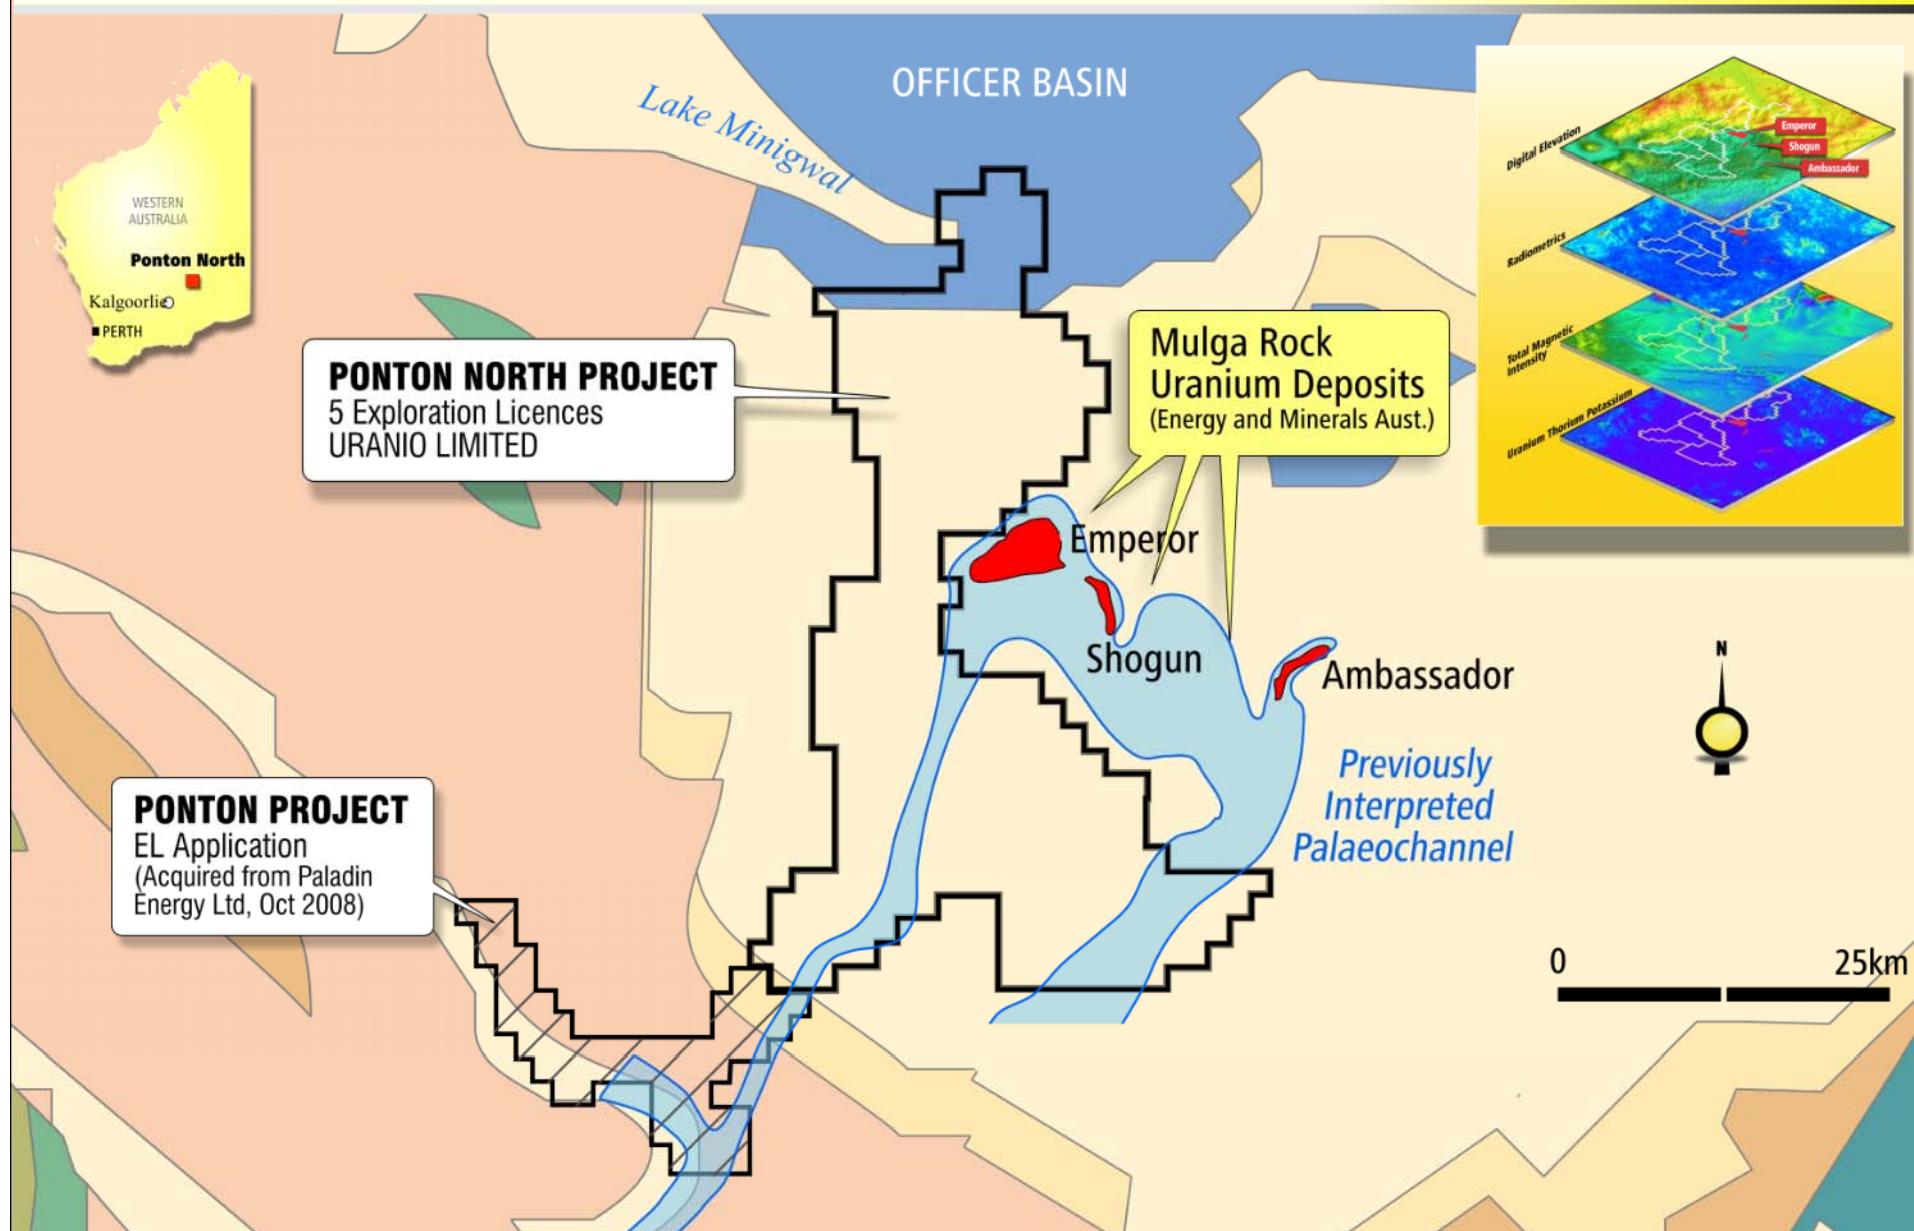 OFFICER BASIN
Lake Minigwal
WESTERN
AUSTRALIA
Ponton North
Kalgoorlie
PERTH
PONTON NORTH PROJECT
5 Exploration Licences
URANIO LIMITED
Mulga Rock
Uranium Deposits
(Energy and Minerals Aust.)
Digital Elevation
Emperor
Shogun
Ambassador
Radiometrics
Total Magnetic
Intensity
Uranium Thorium Potassium
Emperor
Shogun
Ambassador
N
Previously
Interpreted
Palaeochannel
PONTON PROJECT
EL Application
(Acquired from Paladin
Energy Ltd, Oct 2008)
0 25km